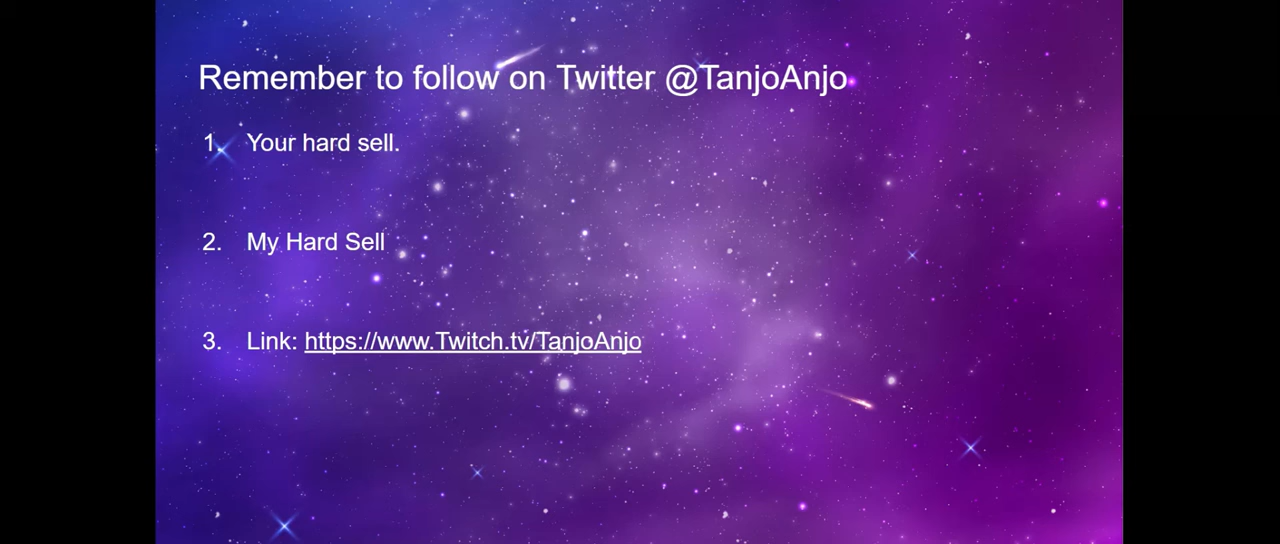 Remember to follow on Twitter @TanjoAnjo
1. Your hard sell.
2. My Hard Sell
3. Link: https://www.Twitch.tv/TanjoAnjo